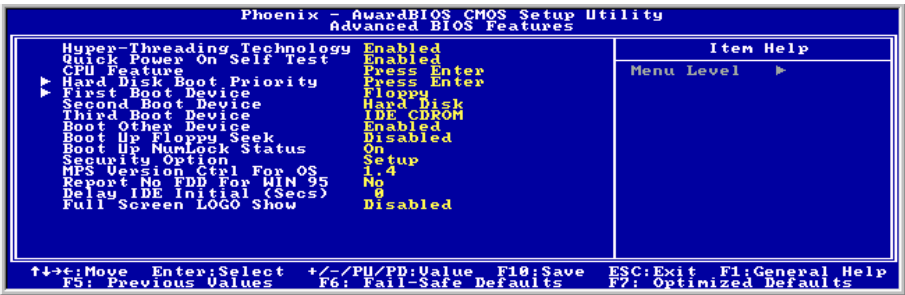 Phoenix - AwardBIOS CMOS Setup Utility
Advanced BIOS Features
Hyper-Threading Technology Enabled
Quick Power On Self Test Enabled
CPU Feature Press Enter
► Hard Disk Boot Priority Press Enter
► First Boot Device Floppy
Second Boot Device Hard Disk
Third Boot Device IDE CDROM
Boot Other Device Enabled
Boot Up Floppy Seek Disabled
Boot Up NumLock Status On
Security Option Setup
MPS Version Ctrl For OS 1.4
Report No FDD For WIN 95 No
Delay IDE Initial (Secs) 0
Full Screen LOGO Show Disabled
Item Help
Menu Level ►
↑↓→←:Move Enter:Select +/-/PU/PD:Value F10:Save ESC:Exit F1:General Help
F5: Previous Values F6: Fail-Safe Defaults F7: Optimized Defaults